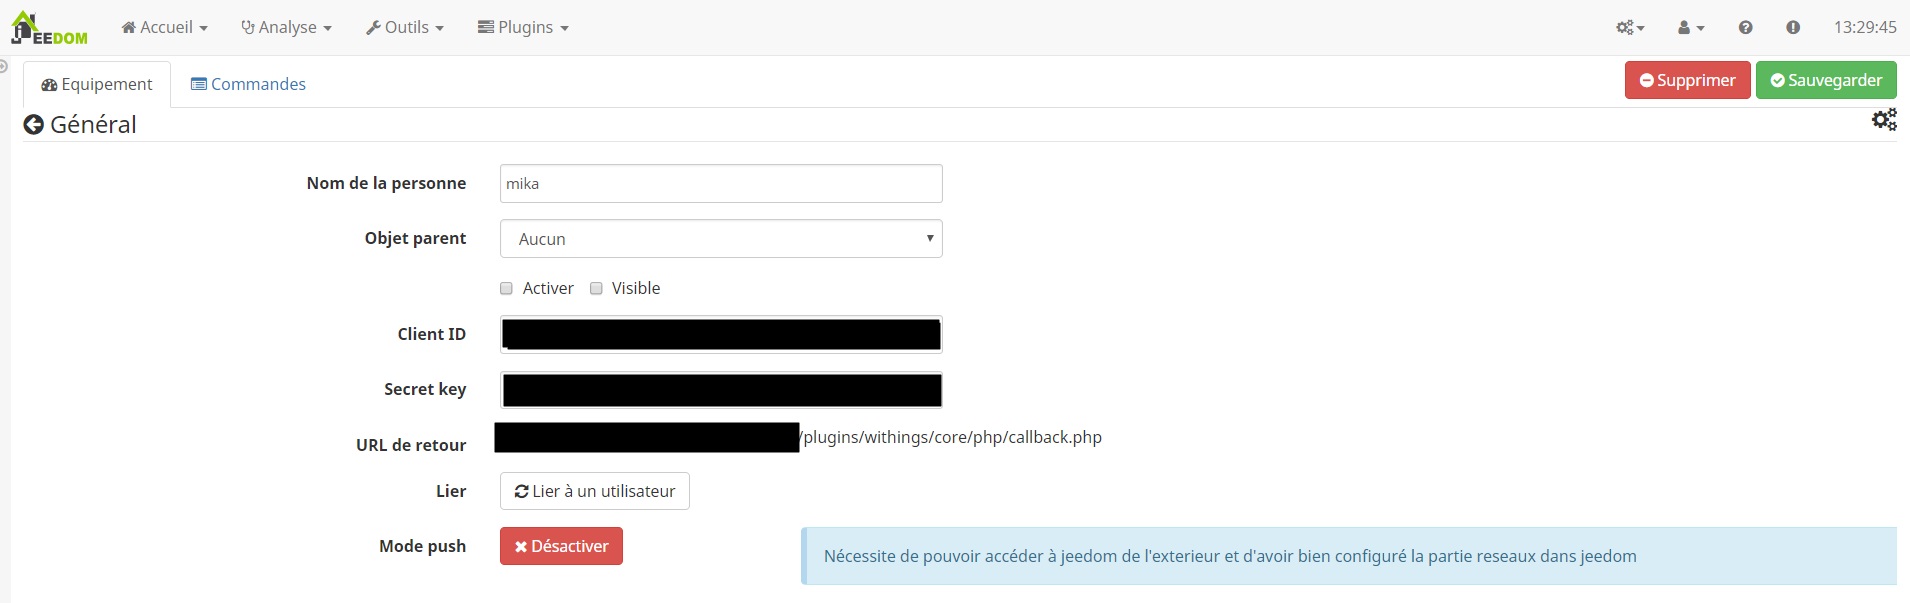 JEEDOM Accueil Analyse Outils Plugins 13:29:45
Equipement Commandes Supprimer Sauvegarder
Général
Nom de la personne mika
Objet parent Aucun
Activer Visible
Client ID
Secret key
URL de retour /plugins/withings/core/php/callback.php
Lier Lier à un utilisateur
Mode push Désactiver Nécessite de pouvoir accéder à jeedom de l'exterieur et d'avoir bien configuré la partie reseaux dans jeedom